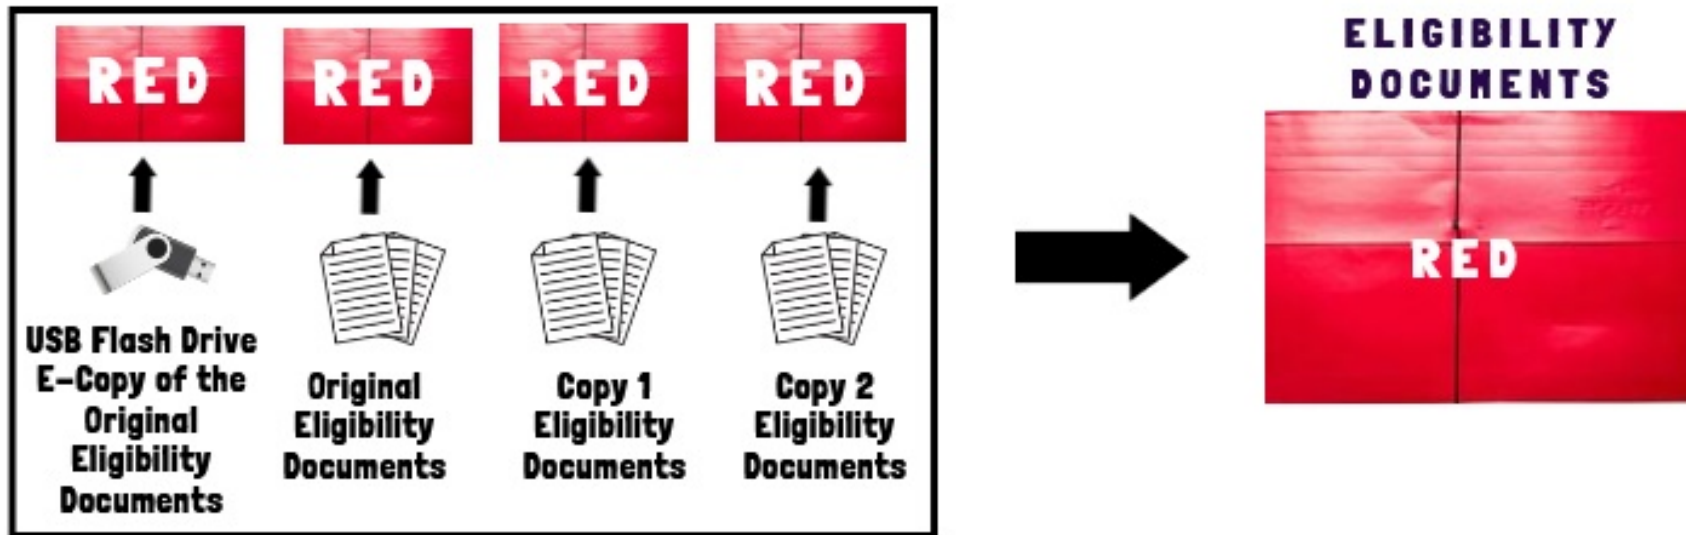 RED
RED
RED
RED
USB Flash Drive
E-Copy of the
Original
Eligibility
Documents
Original
Eligibility
Documents
Copy 1
Eligibility
Documents
Copy 2
Eligibility
Documents
ELIGIBILITY
DOCUMENTS
RED